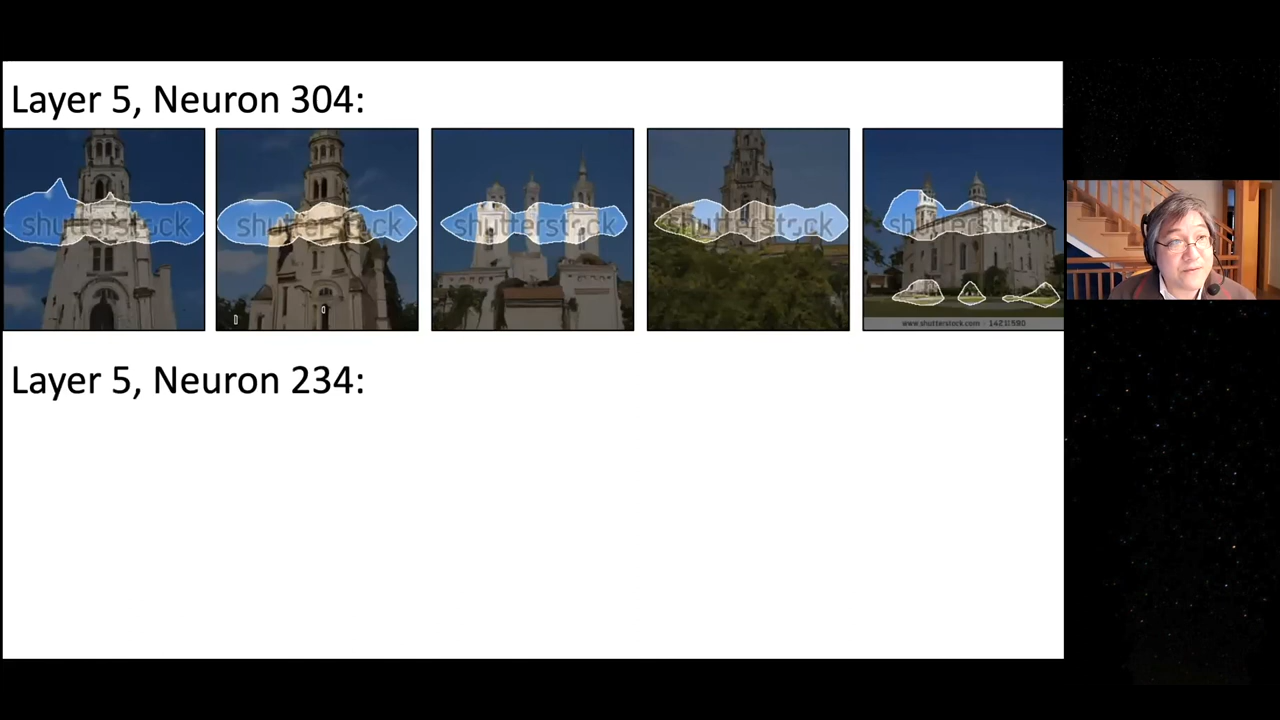 Layer 5, Neuron 304:
shutterstock shutterstock shutterstock shutterstock shutterstock
www.shutterstock.com · 14211590
Layer 5, Neuron 234: